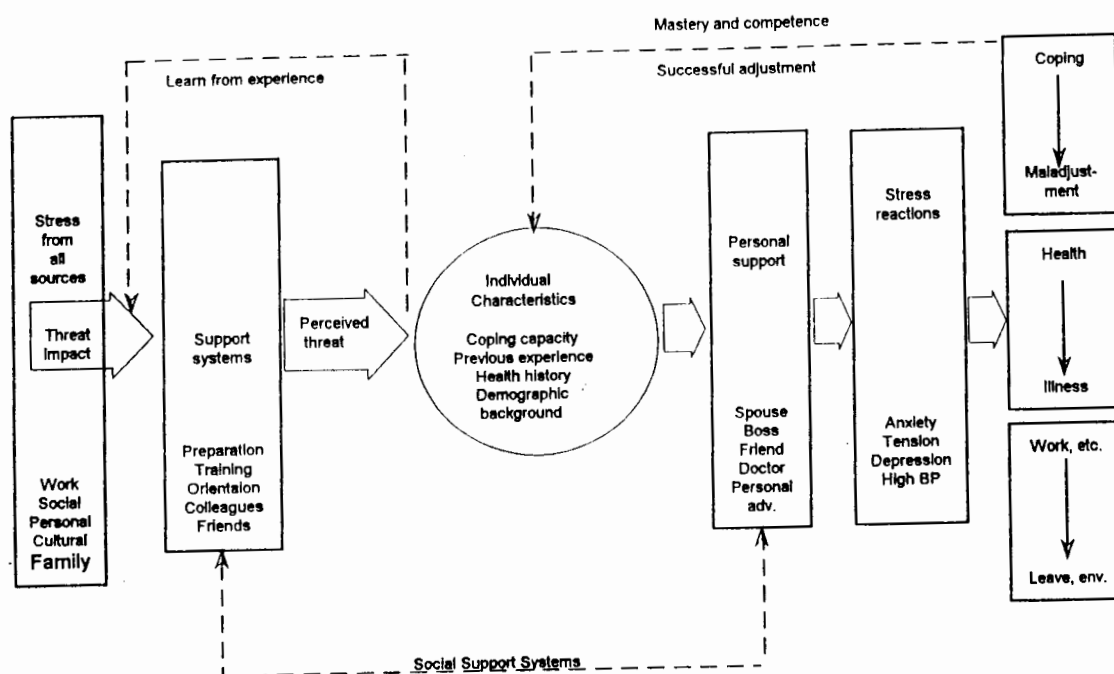 Mastery and competence
Successful adjustment
Learn from experience
Stress
from
all
sources
Threat
Impact
Work
Social
Personal
Cultural
Family
Support
systems
Preparation
Training
Orientaion
Colleagues
Friends
Perceived
threat
Individual
Characteristics
Coping capacity
Previous experience
Health history
Demographic
background
Personal
support
Spouse
Boss
Friend
Doctor
Personal
adv.
Stress
reactions
Anxiety
Tension
Depression
High BP
Coping
Maladjust-
ment
Health
Illness
Work, etc.
Leave, env.
Social Support Systems